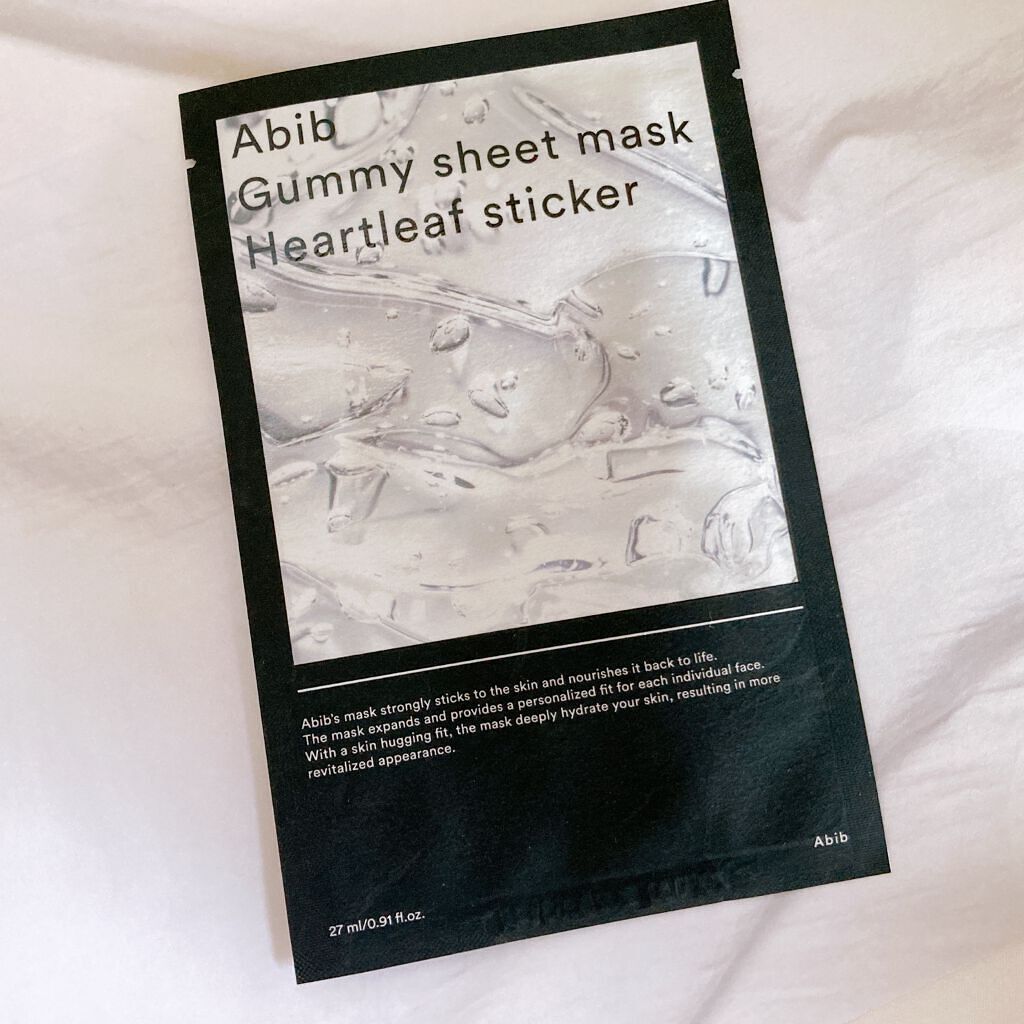 Abib
Gummy sheet mask
Heartleaf sticker
Abib's mask strongly sticks to the skin and nourishes it back to life.
The mask expands and provides a personalized fit for each individual face.
With a skin hugging fit, the mask deeply hydrate your skin, resulting in more
revitalized appearance.
Abib
27 ml/0.91 fl.oz.